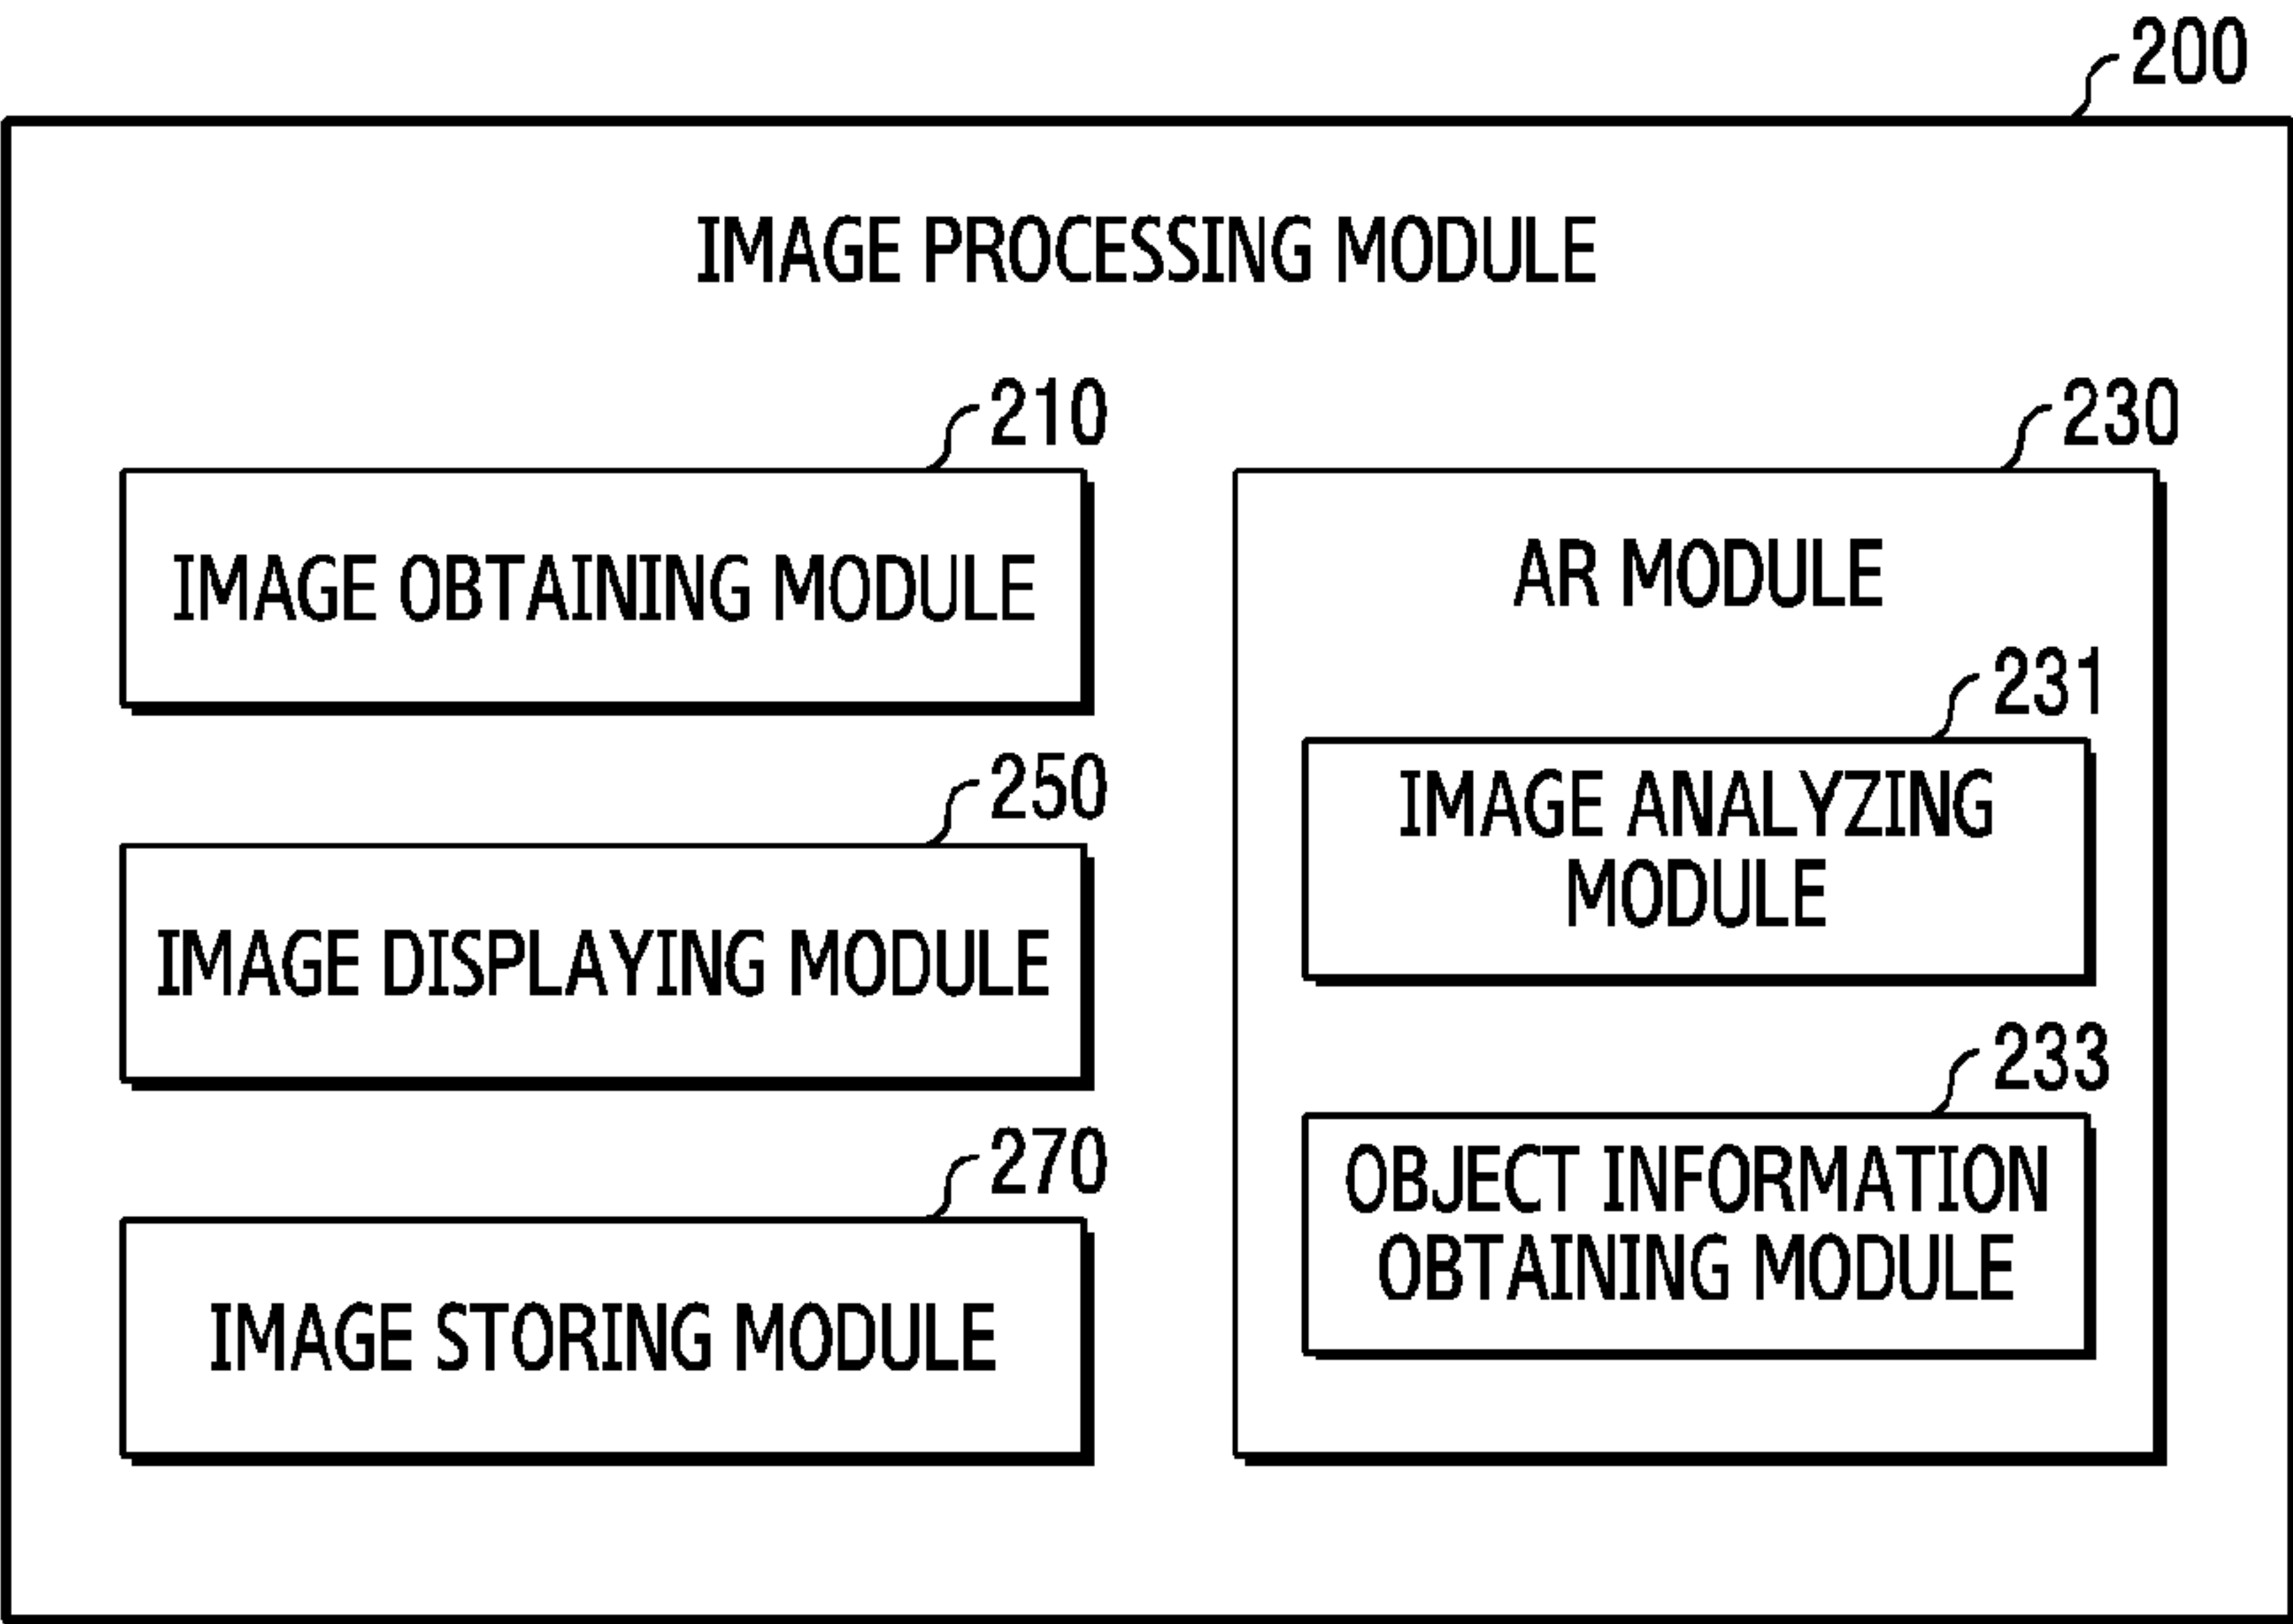 200
IMAGE PROCESSING MODULE
210
IMAGE OBTAINING MODULE
250
IMAGE DISPLAYING MODULE
270
IMAGE STORING MODULE
230
AR MODULE
231
IMAGE ANALYZING
MODULE
233
OBJECT INFORMATION
OBTAINING MODULE